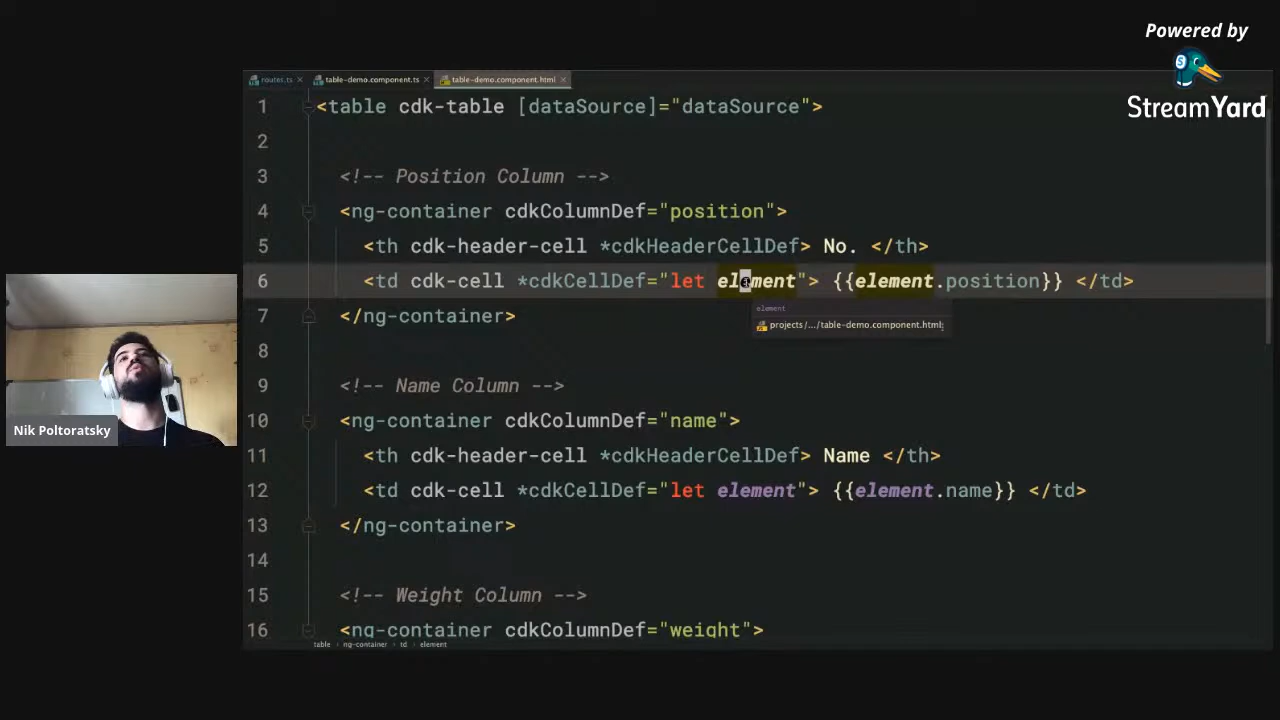 Powered by
StreamYard
routes.ts
table-demo.component.ts
table-demo.component.html
1 <table cdk-table [dataSource]="dataSource">
2
3 <!-- Position Column -->
4 <ng-container cdkColumnDef="position">
5 <th cdk-header-cell *cdkHeaderCellDef> No. </th>
6 <td cdk-cell *cdkCellDef="let element"> {{element.position}} </td>
element
projects/.../table-demo.component.html;
7 </ng-container>
8
9 <!-- Name Column -->
10 <ng-container cdkColumnDef="name">
11 <th cdk-header-cell *cdkHeaderCellDef> Name </th>
12 <td cdk-cell *cdkCellDef="let element"> {{element.name}} </td>
13 </ng-container>
14
15 <!-- Weight Column -->
16 <ng-container cdkColumnDef="weight">
table › ng-container › td › element
Nik Poltoratsky